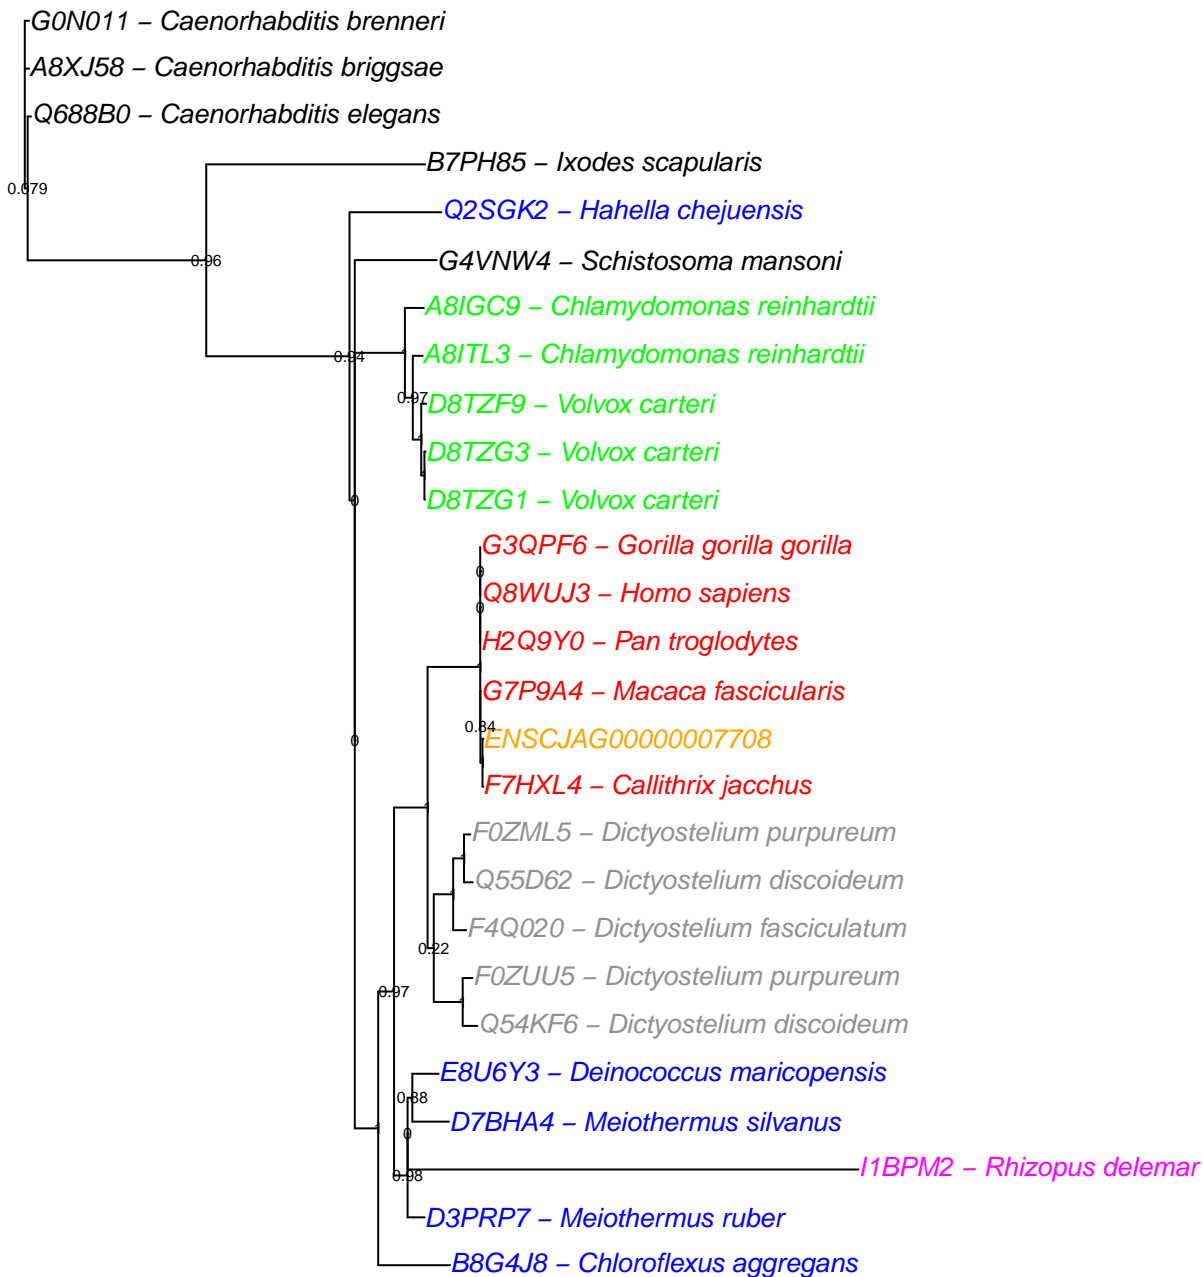 G0N011 – Caenorhabditis brenneri
A8XJ58 – Caenorhabditis briggsae
Q688B0 – Caenorhabditis elegans
B7PH85 – Ixodes scapularis
0.079
Q2SGK2 – Hahella chejuensis
0.96
G4VNW4 – Schistosoma mansoni
A8IGC9 – Chlamydomonas reinhardtii
0.94
A8ITL3 – Chlamydomonas reinhardtii
0.97
D8TZF9 – Volvox carteri
D8TZG3 – Volvox carteri
0
D8TZG1 – Volvox carteri
G3QPF6 – Gorilla gorilla gorilla
0
Q8WUJ3 – Homo sapiens
0
H2Q9Y0 – Pan troglodytes
G7P9A4 – Macaca fascicularis
0.84
0
ENSCJAG00000007708
F7HXL4 – Callithrix jacchus
F0ZML5 – Dictyostelium purpureum
Q55D62 – Dictyostelium discoideum
F4Q020 – Dictyostelium fasciculatum
0.22
F0ZUU5 – Dictyostelium purpureum
0.97
Q54KF6 – Dictyostelium discoideum
E8U6Y3 – Deinococcus maricopensis
0.88
D7BHA4 – Meiothermus silvanus
0
I1BPM2 – Rhizopus delemar
0.98
D3PRP7 – Meiothermus ruber
B8G4J8 – Chloroflexus aggregans